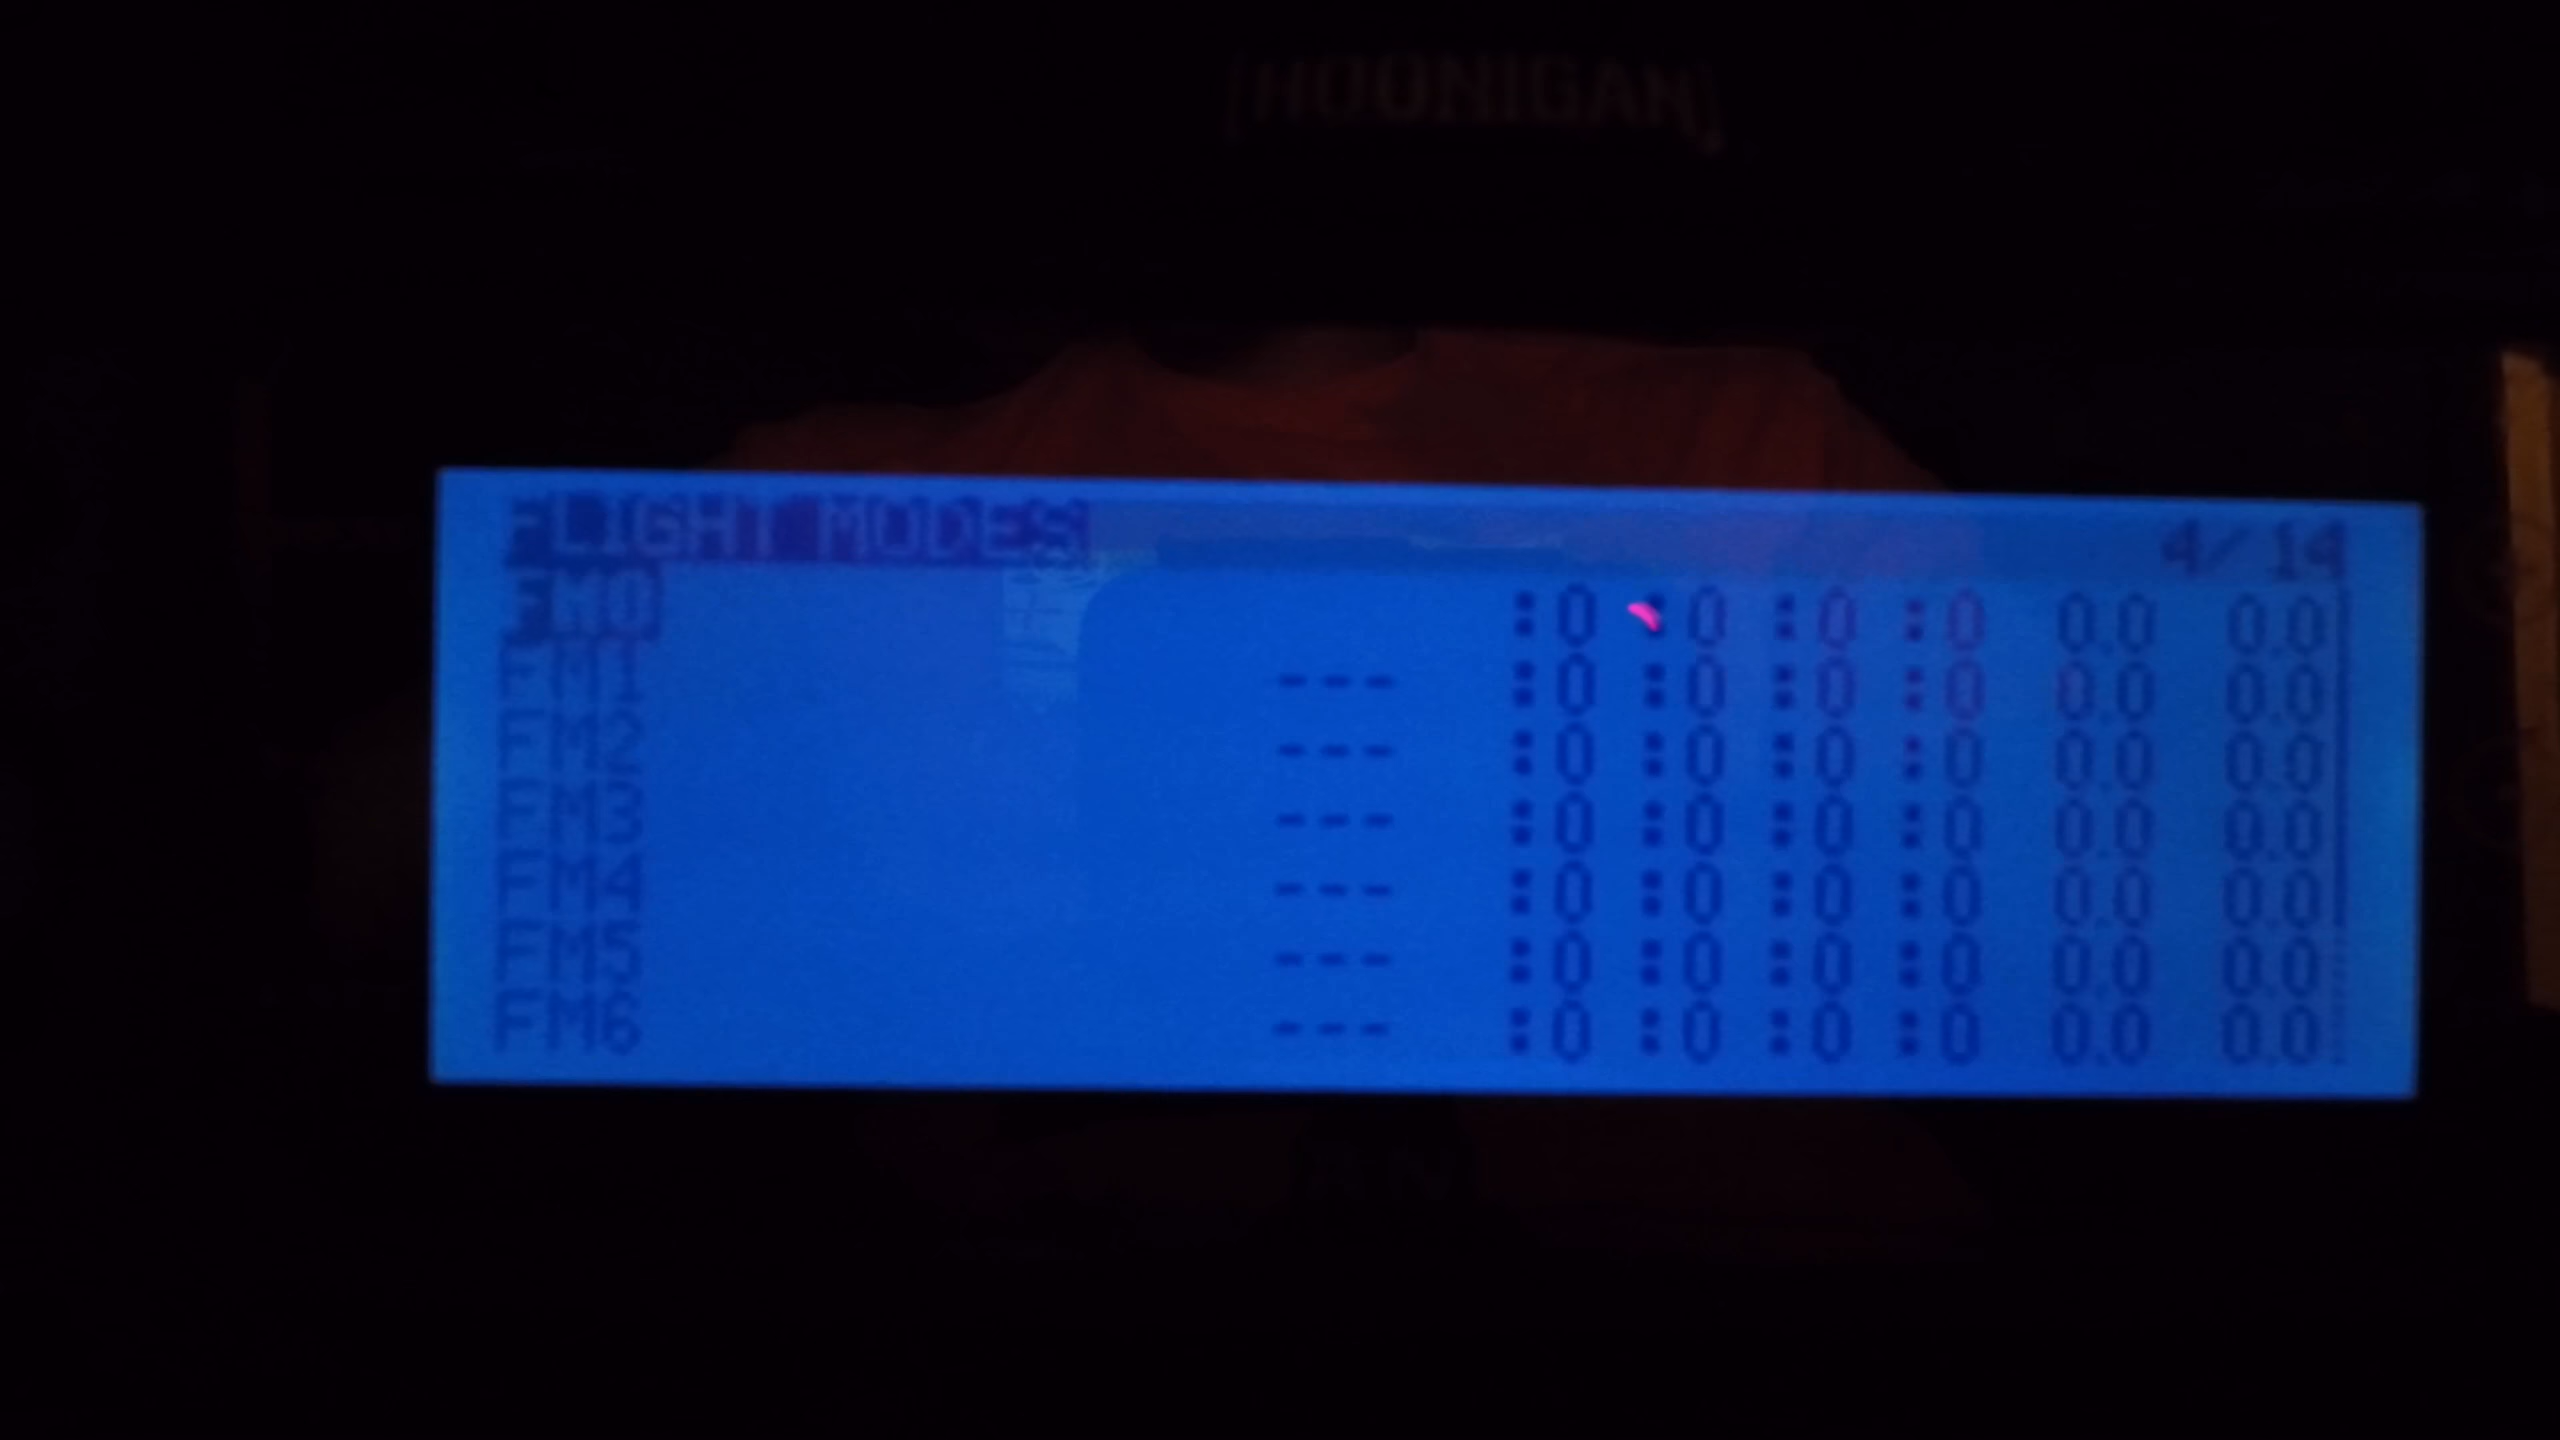 HOONIGAN
FLIGHT MODES 4/14
FM0 :0 :0 :0 :0 0.0 0.0
FM1 --- :0 :0 :0 :0 0.0 0.0
FM2 --- :0 :0 :0 :0 0.0 0.0
FM3 --- :0 :0 :0 :0 0.0 0.0
FM4 --- :0 :0 :0 :0 0.0 0.0
FM5 --- :0 :0 :0 :0 0.0 0.0
FM6 --- :0 :0 :0 :0 0.0 0.0